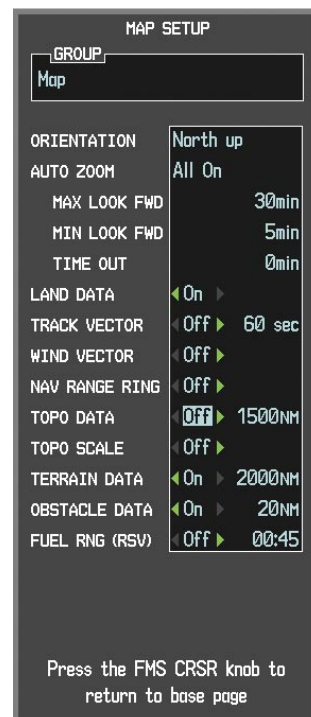 MAP SETUP
GROUP
Map
ORIENTATION North up
AUTO ZOOM All On
MAX LOOK FWD 30min
MIN LOOK FWD 5min
TIME OUT 0min
LAND DATA On
TRACK VECTOR Off 60 sec
WIND VECTOR Off
NAV RANGE RING Off
TOPO DATA Off 1500NM
TOPO SCALE Off
TERRAIN DATA On 2000NM
OBSTACLE DATA On 20NM
FUEL RNG (RSV) Off 00:45
Press the FMS CRSR knob to
return to base page